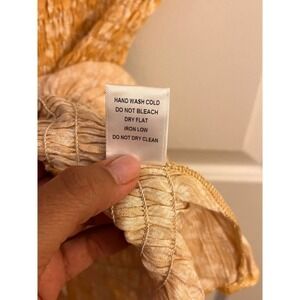 HAND WASH COLD
DO NOT BLEACH
DRY FLAT
IRON LOW
DO NOT DRY CLEAN